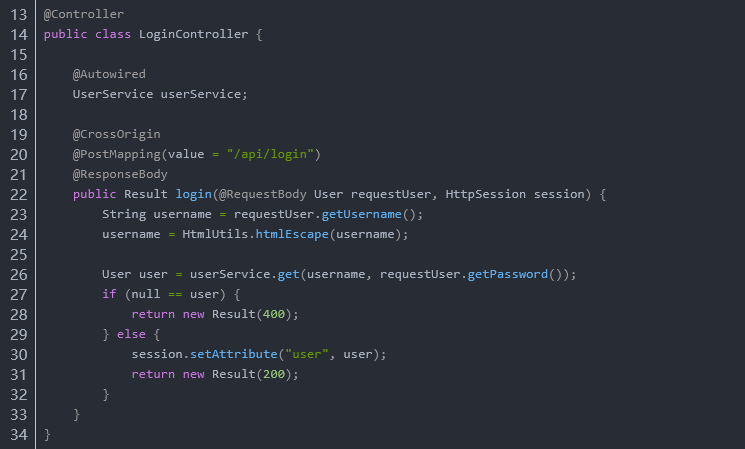 13 @Controller
14 public class LoginController {
15
16     @Autowired
17     UserService userService;
18
19     @CrossOrigin
20     @PostMapping(value = "/api/login")
21     @ResponseBody
22     public Result login(@RequestBody User requestUser, HttpSession session) {
23         String username = requestUser.getUsername();
24         username = HtmlUtils.htmlEscape(username);
25
26         User user = userService.get(username, requestUser.getPassword());
27         if (null == user) {
28             return new Result(400);
29         } else {
30             session.setAttribute("user", user);
31             return new Result(200);
32         }
33     }
34 }